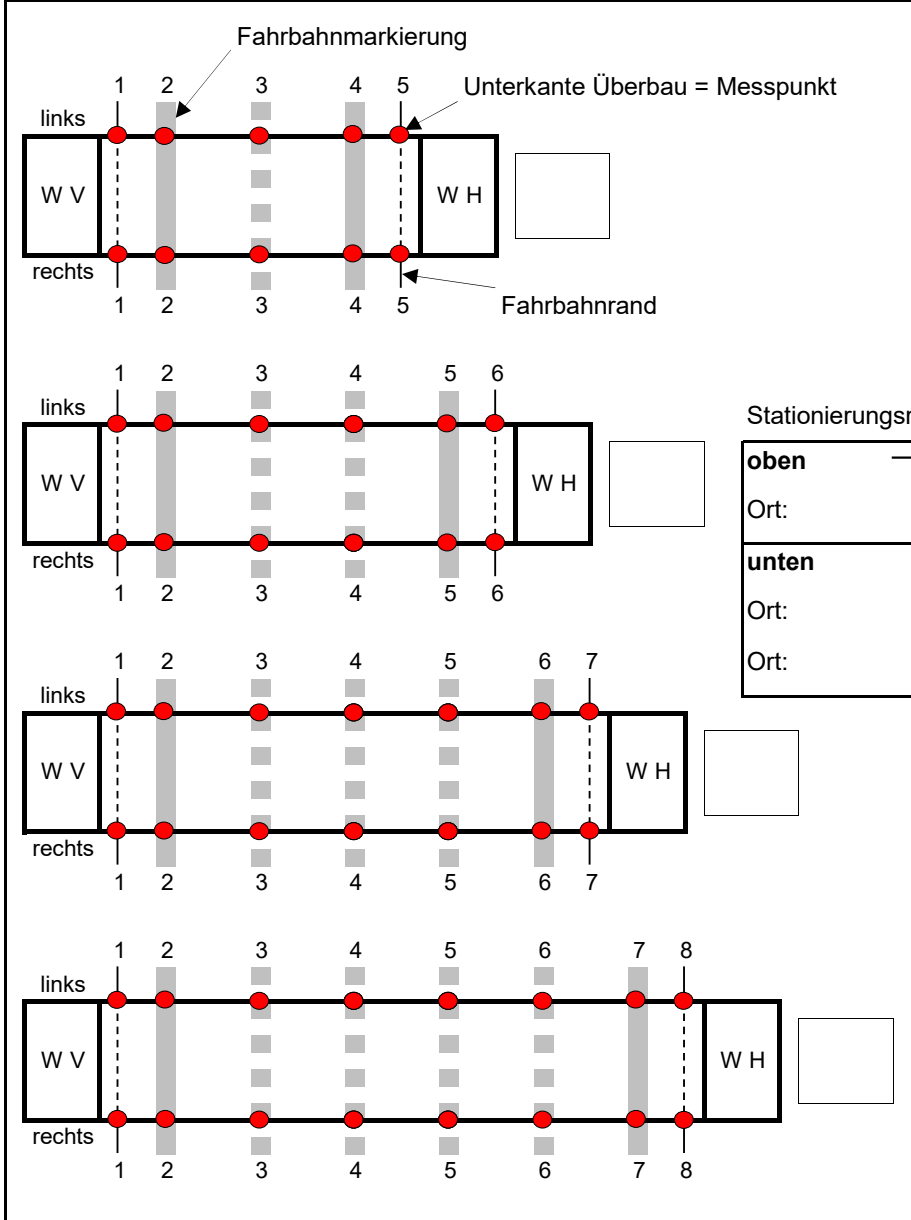 Fahrbahnmarkierung
1 2 3 4 5
Unterkante Überbau = Messpunkt
links
W V
W H
rechts
1 2 3 4 5
Fahrbahnrand
1 2 3 4 5 6
links
W V
W H
rechts
1 2 3 4 5 6
oben
Ort:
unten
Ort:
Ort:
1 2 3 4 5 6 7
links
W V
W H
rechts
1 2 3 4 5 6 7
1 2 3 4 5 6 7 8
links
W V
W H
rechts
1 2 3 4 5 6 7 8